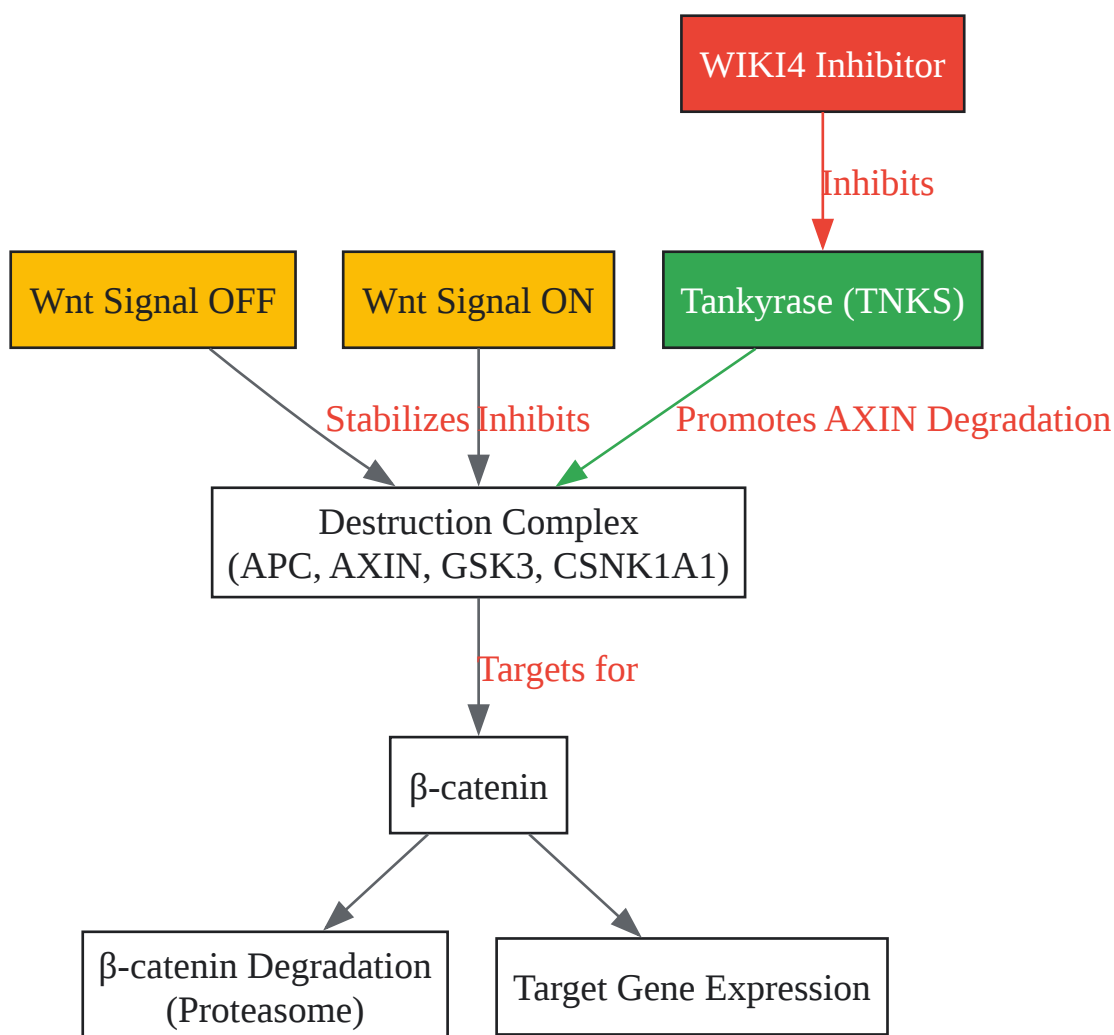 WIKI4 Inhibitor
Inhibits
Wnt Signal OFF
Wnt Signal ON
Tankyrase (TNKS)
Stabilizes
Inhibits
Promotes AXIN Degradation
Destruction Complex
(APC, AXIN, GSK3, CSNK1A1)
Targets for
β-catenin
β-catenin Degradation
(Proteasome)
Target Gene Expression